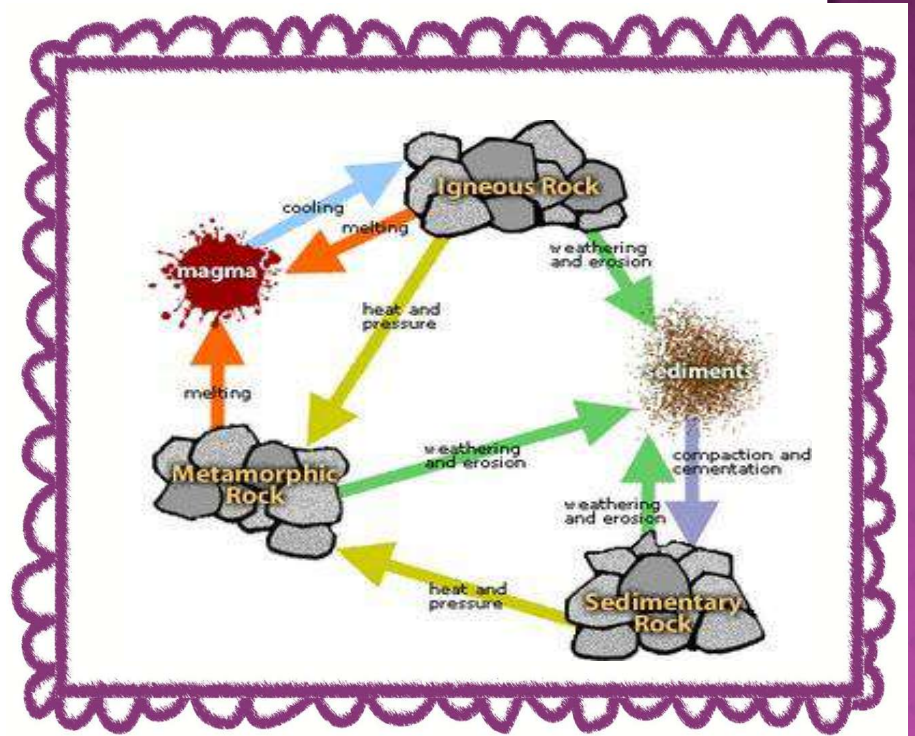 Igneous Rock
cooling
melting
weathering
and erosion
magma
heat and
pressure
sediments
melting
weathering
and erosion
compaction and
cementation
Metamorphic
Rock
weathering
and erosion
heat and
pressure
Sedimentary
Rock